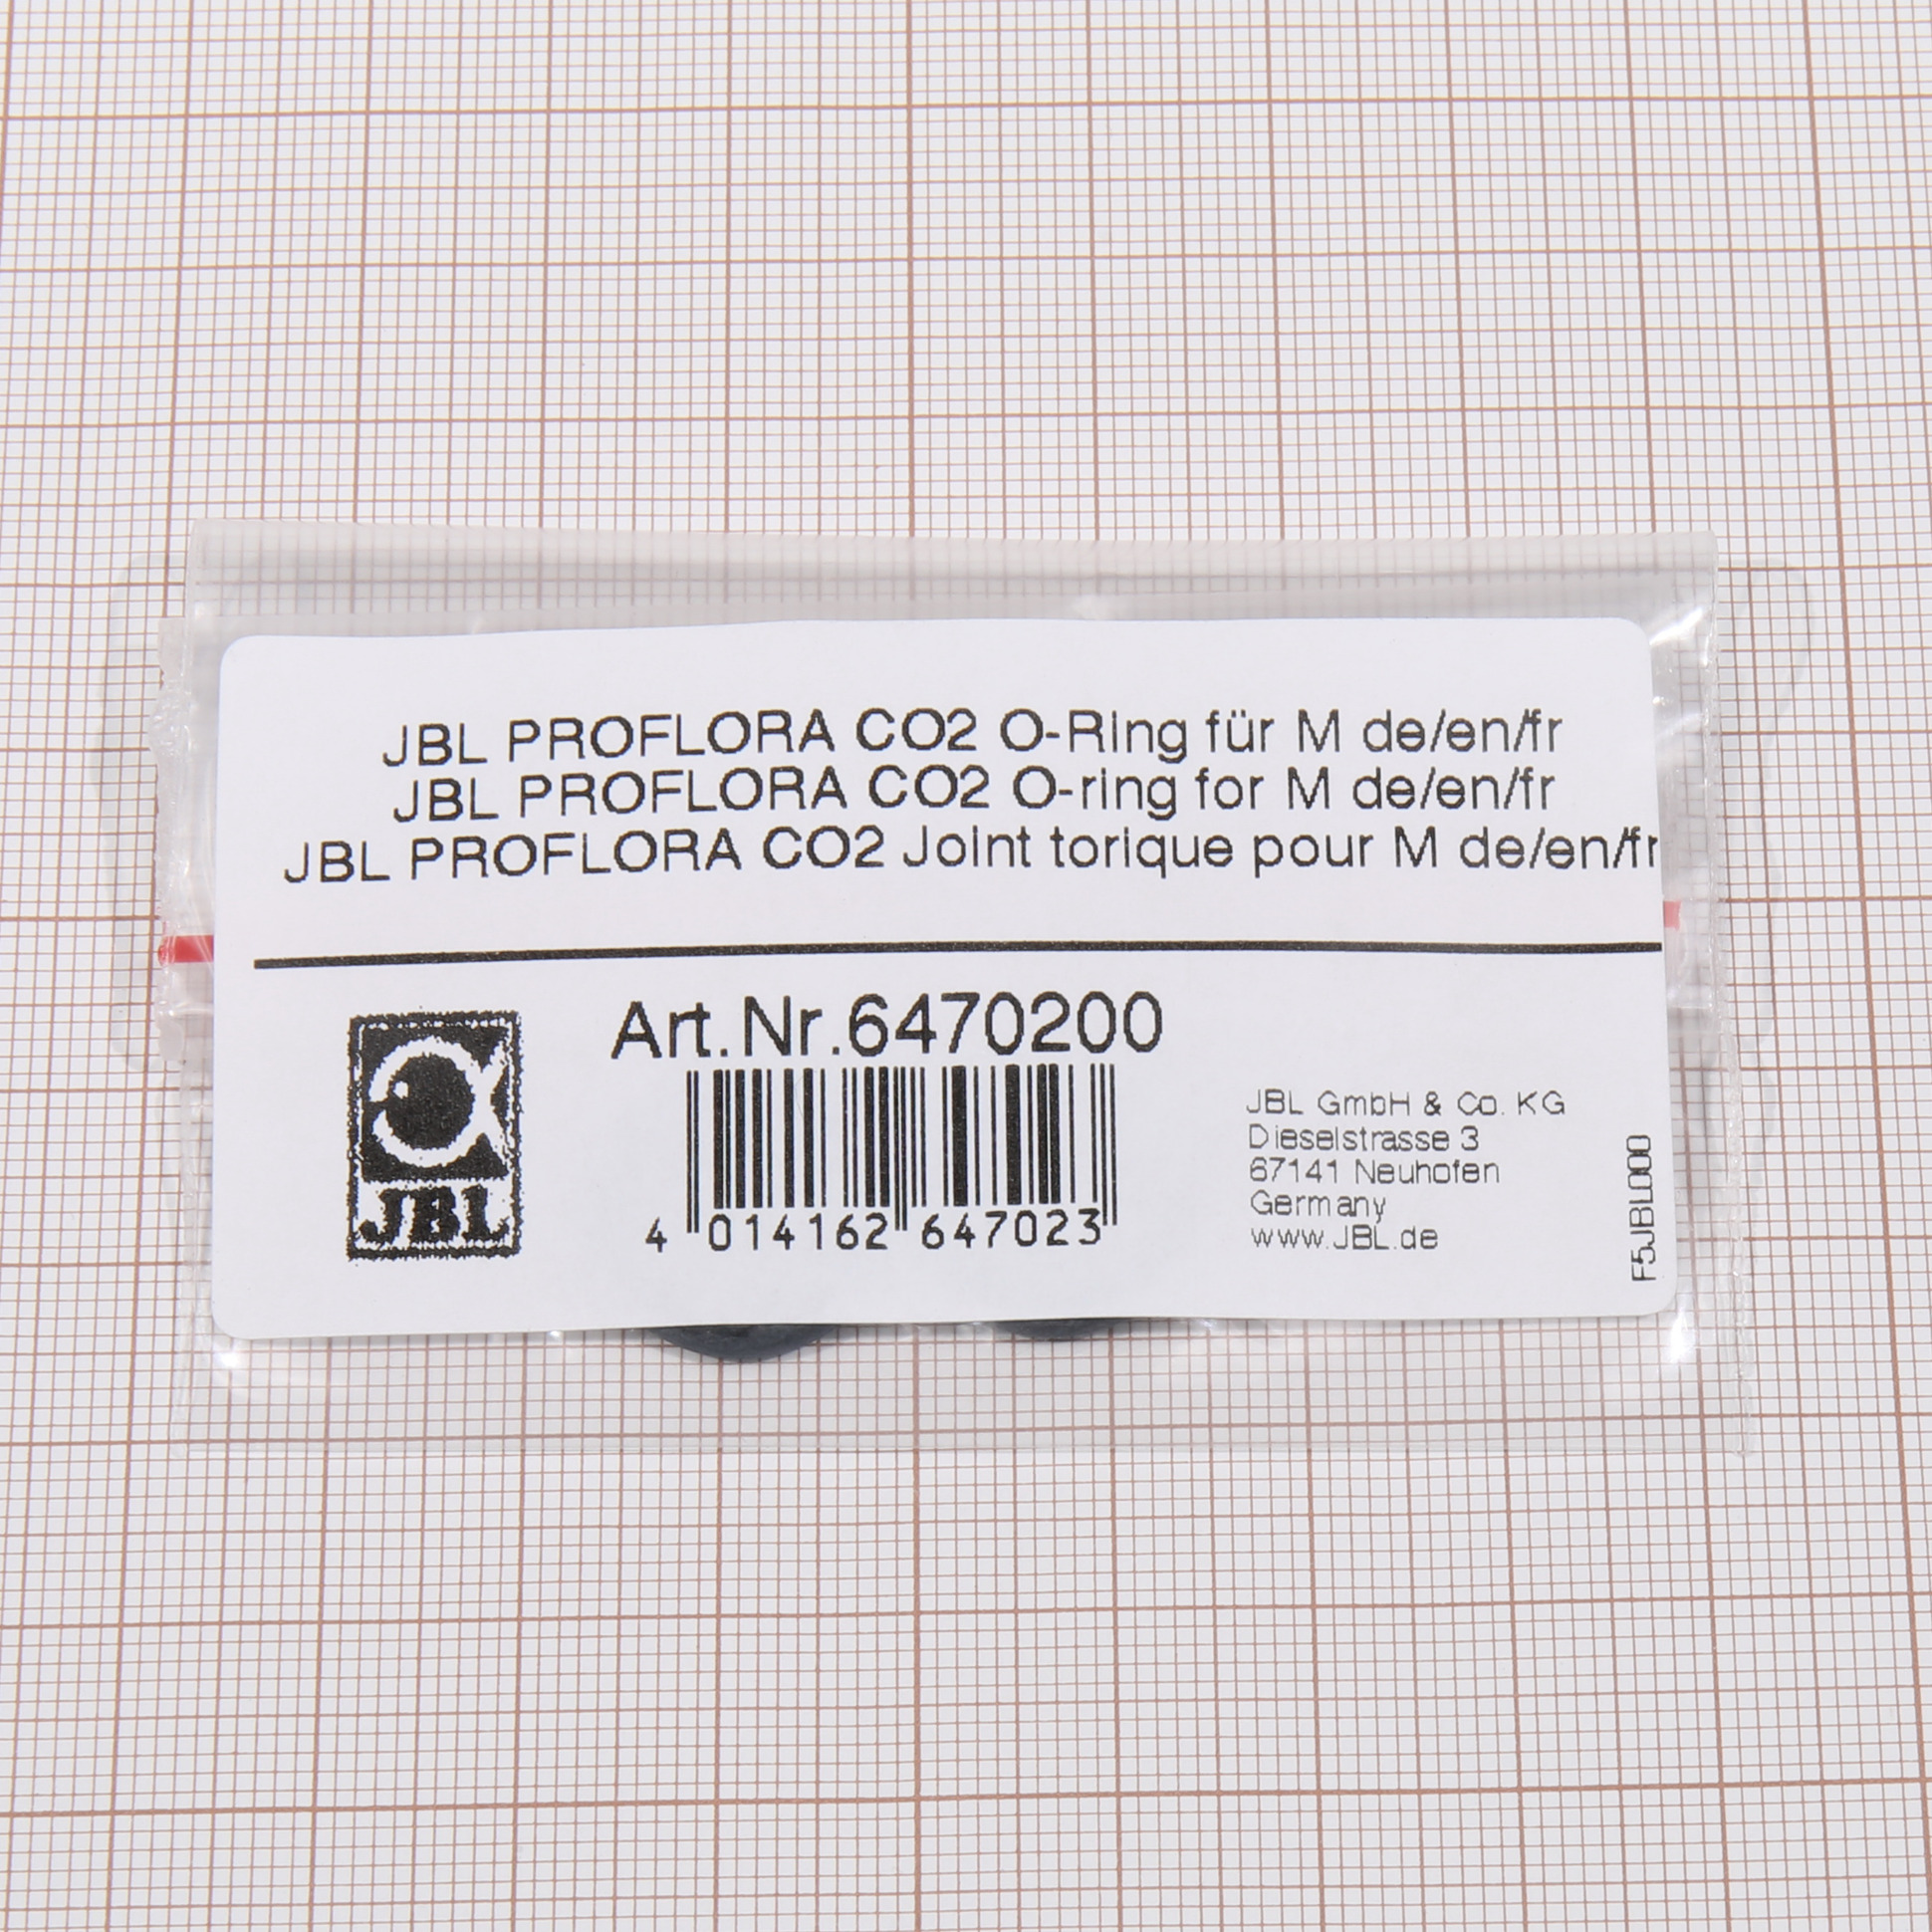 JBL PROFLORA CO2 O-Ring für M de/en/fr
JBL PROFLORA CO2 O-ring for M de/en/fr
JBL PROFLORA CO2 Joint torique pour M de/en/fr
Art.Nr.6470200
JBL
4 014162 647023
JBL GmbH & Co. KG
Dieselstrasse 3
67141 Neuhofen
Germany
www.JBL.de
F5JBL000